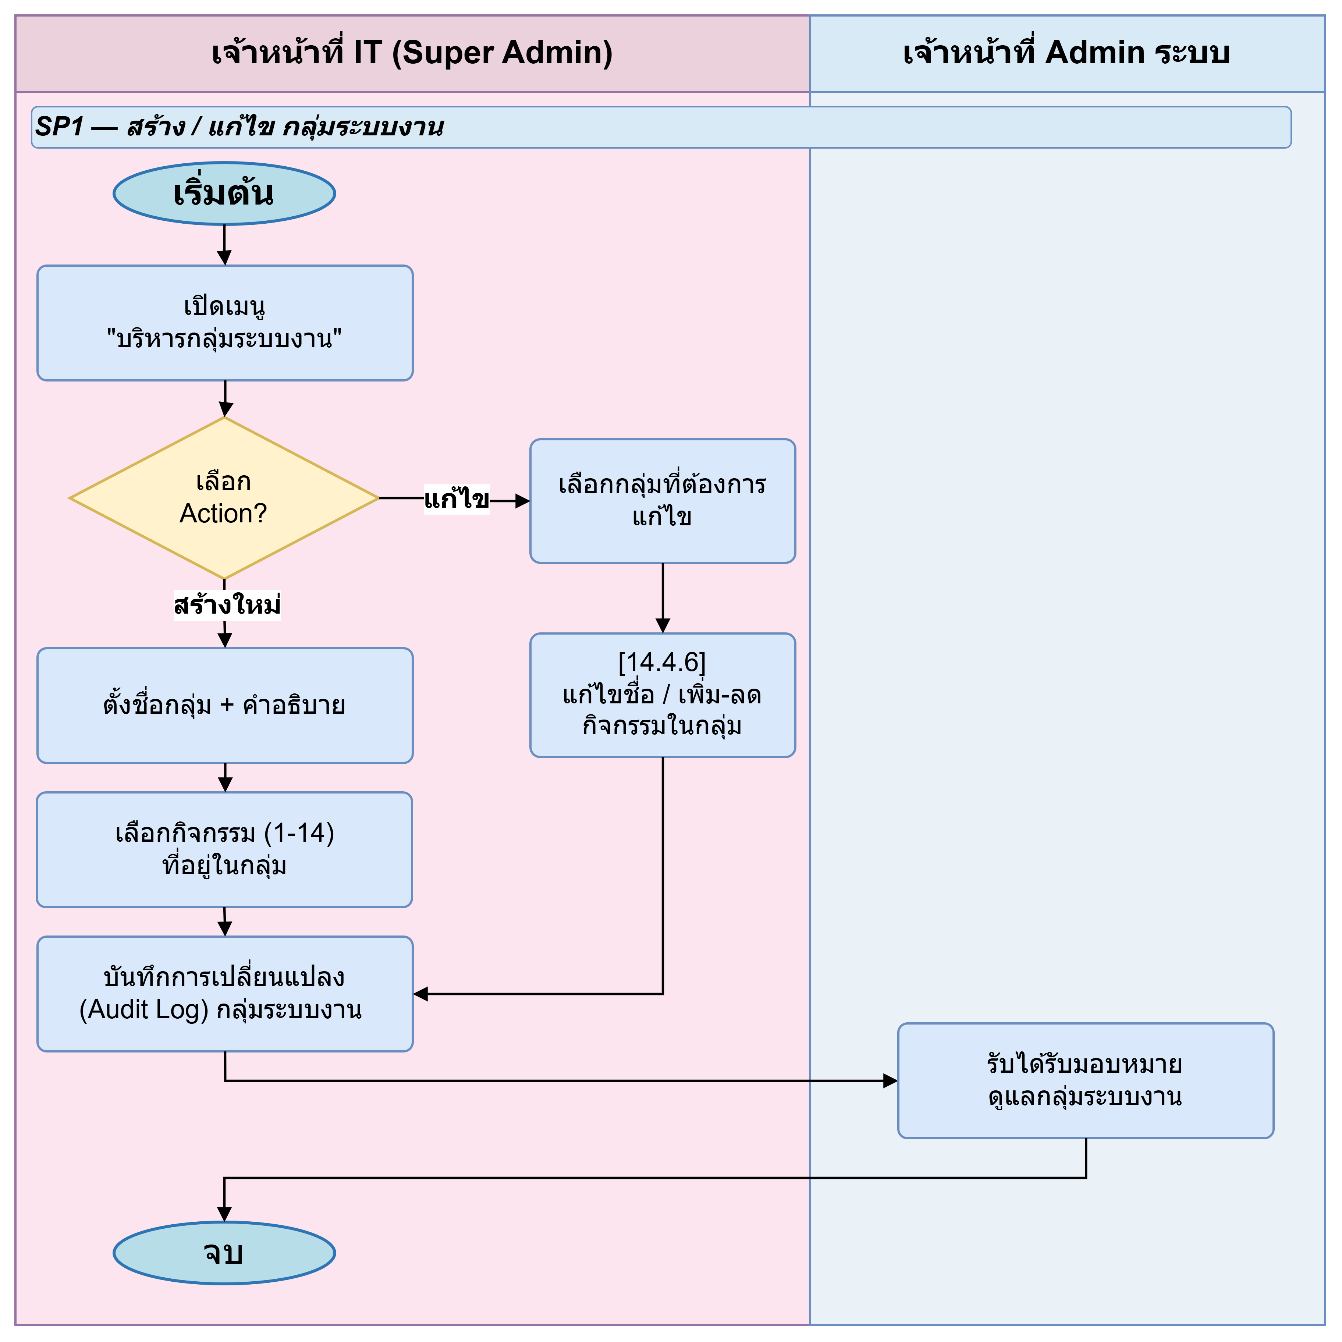 เจ้าหน้าที่ IT (Super Admin)
เจ้าหน้าที่ Admin ระบบ
SP1 — สร้าง / แก้ไข กลุ่มระบบงาน
เริ่มต้น
เปิดเมนู
"บริหารกลุ่มระบบงาน"
เลือก
Action?
แก้ไข
เลือกกลุ่มที่ต้องการ
แก้ไข
สร้างใหม่
[14.4.6]
แก้ไขชื่อ / เพิ่ม-ลด
กิจกรรมในกลุ่ม
ตั้งชื่อกลุ่ม + คำอธิบาย
เลือกกิจกรรม (1-14)
ที่อยู่ในกลุ่ม
บันทึกการเปลี่ยนแปลง
(Audit Log) กลุ่มระบบงาน
รับได้รับมอบหมาย
ดูแลกลุ่มระบบงาน
จบ